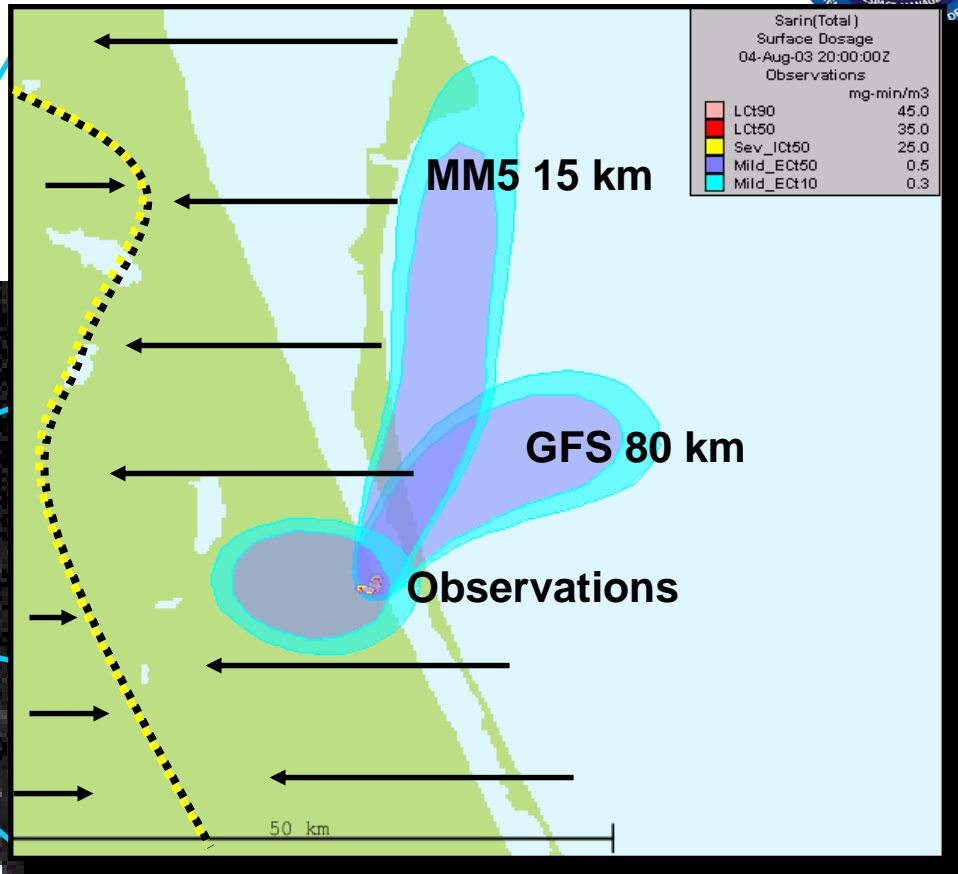 Sarin(Total)
Surface Dosage
04-Aug-03 20:00:00Z
Observations
mg-min/m3
LCt90 45.0
LCt50 35.0
Sev_ICt50 25.0
Mild_ECt50 0.5
Mild_ECt10 0.3
MM5 15 km
GFS 80 km
Observations
50 km